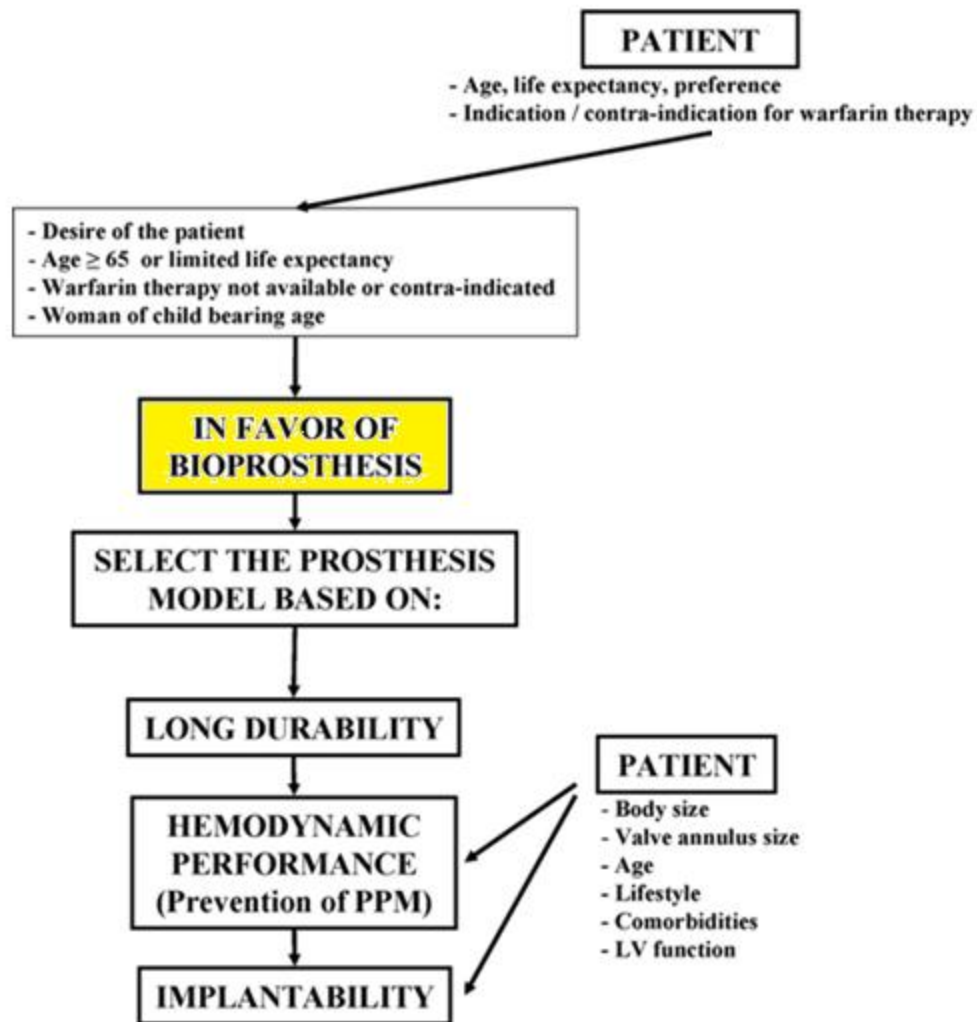 PATIENT
- Age, life expectancy, preference
- Indication / contra-indication for warfarin therapy
- Desire of the patient
- Age ≥ 65 or limited life expectancy
- Warfarin therapy not available or contra-indicated
- Woman of child bearing age
IN FAVOR OF
BIOPROSTHESIS
SELECT THE PROSTHESIS
MODEL BASED ON:
LONG DURABILITY
HEMODYNAMIC
PERFORMANCE
(Prevention of PPM)
IMPLANTABILITY
PATIENT
- Body size
- Valve annulus size
- Age
- Lifestyle
- Comorbidities
- LV function